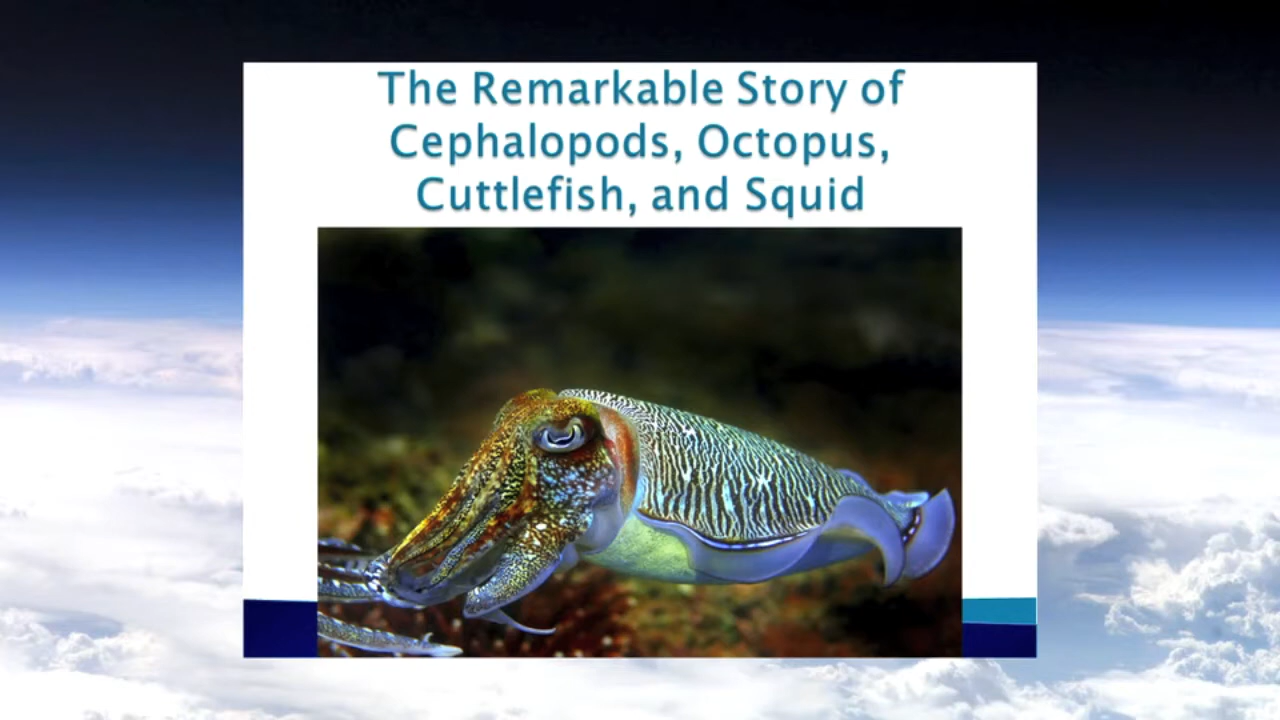 The Remarkable Story of
Cephalopods, Octopus,
Cuttlefish, and Squid